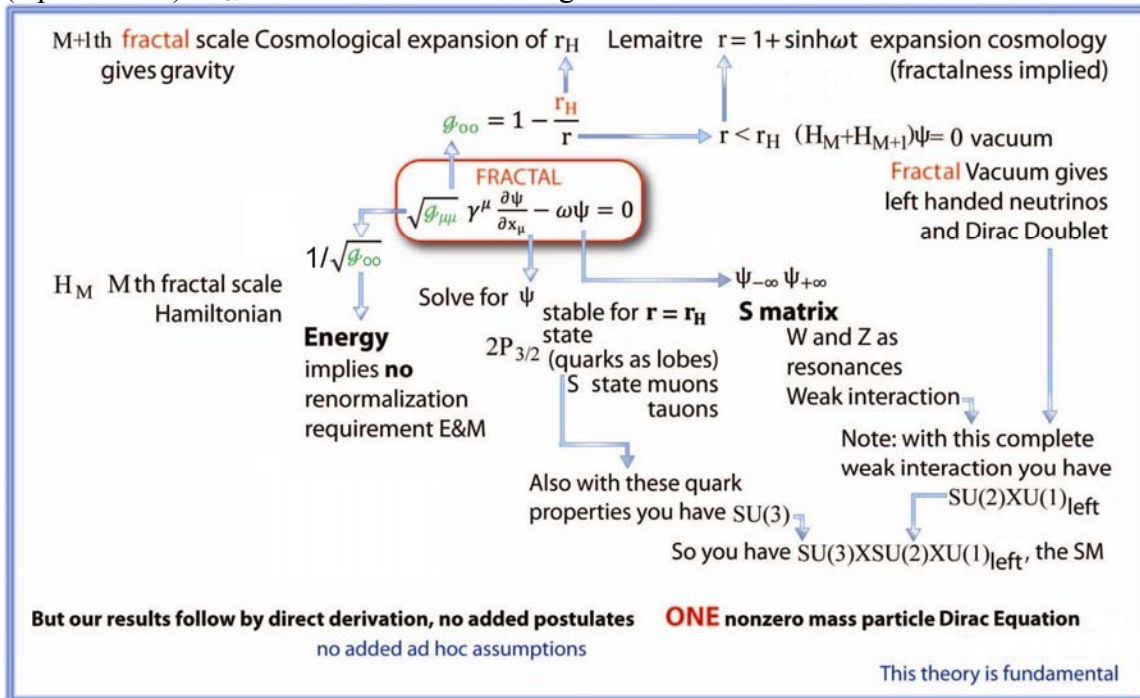 M+1th fractal scale Cosmological expansion of r_H
gives gravity
Lemaitre r = 1+ sinhωt expansion cosmology
(fractalness implied)
g_oo = 1 - r_H/r
r < r_H (H_M+H_{M+1})ψ= 0 vacuum
Fractal Vacuum gives
left handed neutrinos
and Dirac Doublet
FRACTAL
√g_μμ γ^μ ∂ψ/∂x_μ − ωψ = 0
1/√g_oo
H_M Mth fractal scale
Hamiltonian
Energy
implies no
renormalization
requirement E&M
Solve for ψ
stable for r = r_H
2P_3/2 state
(quarks as lobes)
S state muons
tauons
ψ_−∞ ψ_+∞
S matrix
W and Z as
resonances
Weak interaction
Note: with this complete
weak interaction you have
SU(2)XU(1)_left
Also with these quark
properties you have SU(3)
So you have SU(3)XSU(2)XU(1)_left, the SM
But our results follow by direct derivation, no added postulates ONE nonzero mass particle Dirac Equation
no added ad hoc assumptions
This theory is fundamental